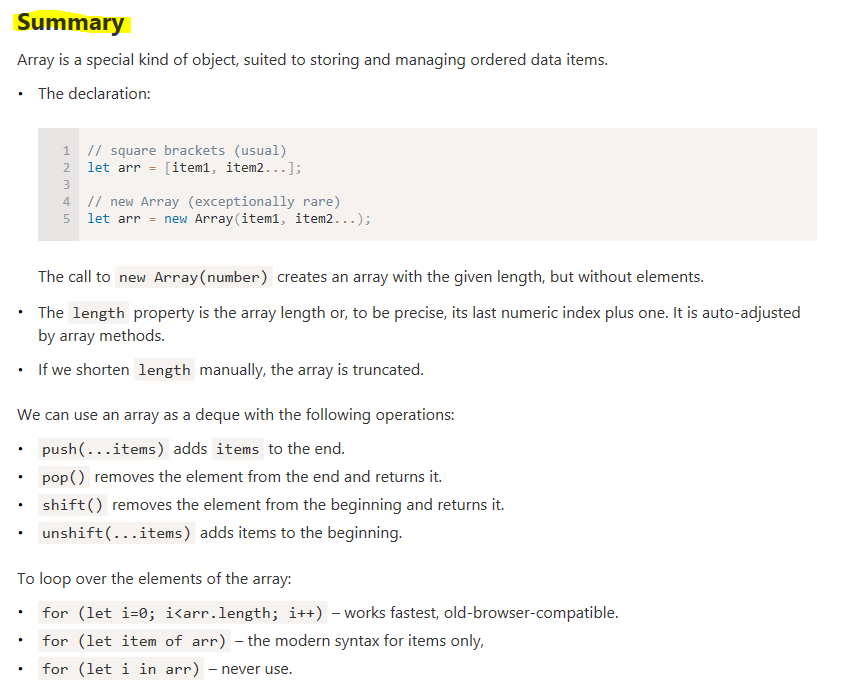 Summary
Array is a special kind of object, suited to storing and managing ordered data items.
• The declaration:
1 // square brackets (usual)
2 let arr = [item1, item2...];
3
4 // new Array (exceptionally rare)
5 let arr = new Array(item1, item2...);
The call to new Array(number) creates an array with the given length, but without elements.
• The length property is the array length or, to be precise, its last numeric index plus one. It is auto-adjusted
by array methods.
• If we shorten length manually, the array is truncated.
We can use an array as a deque with the following operations:
• push(...items) adds items to the end.
• pop() removes the element from the end and returns it.
• shift() removes the element from the beginning and returns it.
• unshift(...items) adds items to the beginning.
To loop over the elements of the array:
• for (let i=0; i<arr.length; i++) – works fastest, old-browser-compatible.
• for (let item of arr) – the modern syntax for items only,
• for (let i in arr) – never use.